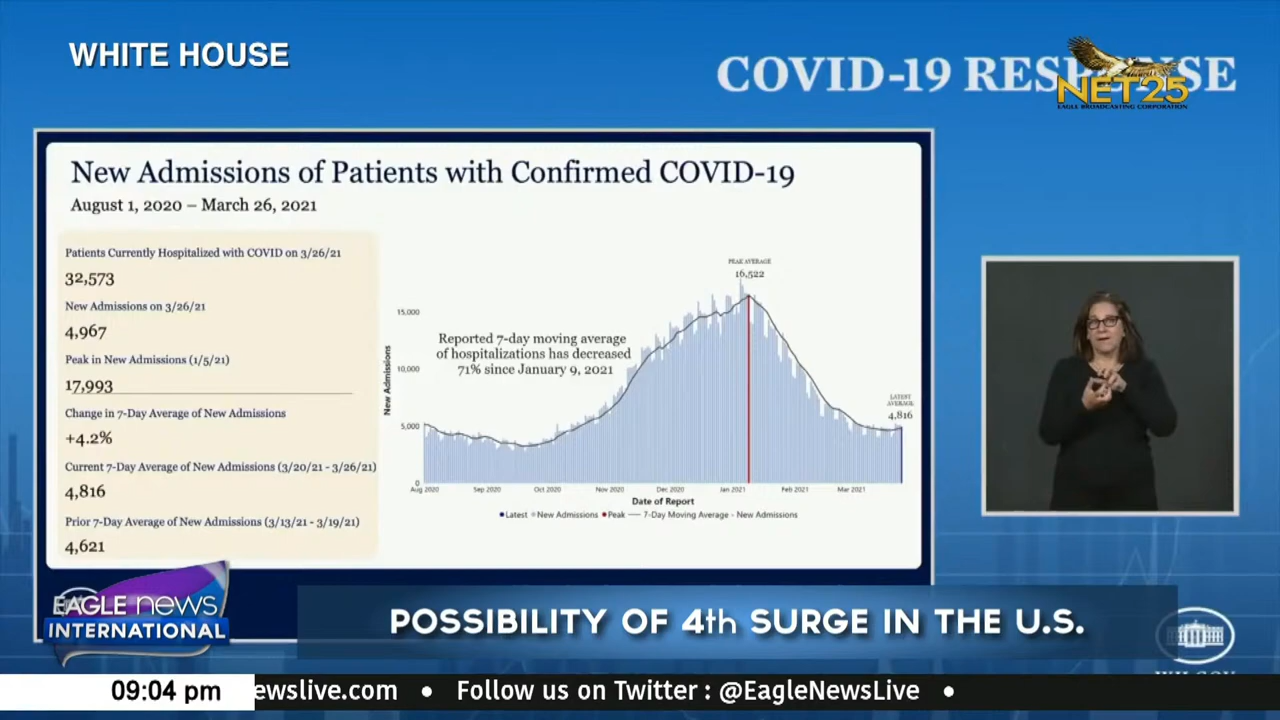 WHITE HOUSE
COVID-19 RESPONSE
NET25
EAGLE BROADCASTING CORPORATION
New Admissions of Patients with Confirmed COVID-19
August 1, 2020 – March 26, 2021
Patients Currently Hospitalized with COVID on 3/26/21
32,573
New Admissions on 3/26/21
4,967
Peak in New Admissions (1/5/21)
17,993
Change in 7-Day Average of New Admissions
+4.2%
Current 7-Day Average of New Admissions (3/20/21 - 3/26/21)
4,816
Prior 7-Day Average of New Admissions (3/13/21 - 3/19/21)
4,621
PEAK AVERAGE
16,522
Reported 7-day moving average
of hospitalizations has decreased
71% since January 9, 2021
LATEST
AVERAGE
4,816
New Admissions
15,000
10,000
5,000
0
Aug 2020 Sep 2020 Oct 2020 Nov 2020 Dec 2020 Jan 2021 Feb 2021 Mar 2021
Date of Report
Latest New Admissions Peak 7-Day Moving Average - New Admissions
EAGLE news
INTERNATIONAL
POSSIBILITY OF 4th SURGE IN THE U.S.
09:04 pm
ewslive.com • Follow us on Twitter : @EagleNewsLive •